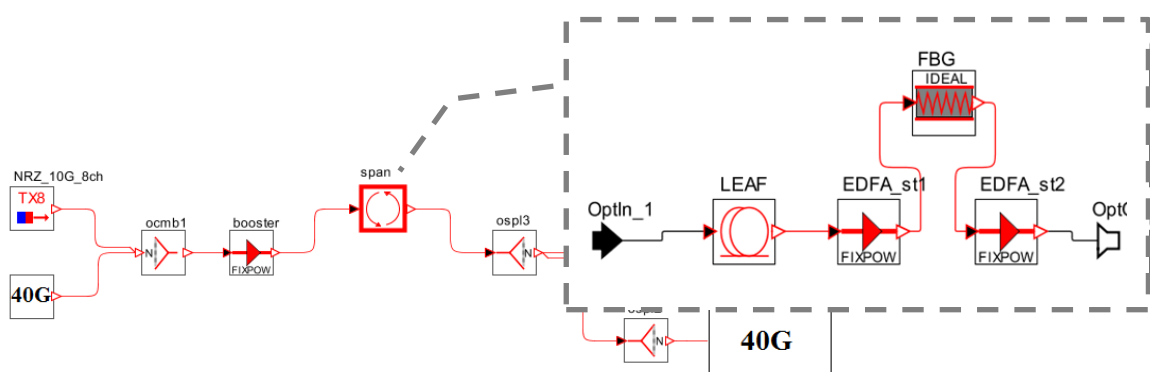 FBG
IDEAL
NRZ_10G_8ch
TX8
span
LEAF
EDFA_st1
EDFA_st2
OptIn_1
ocmb1
booster
ospl3
N
FIXPOW
N
FIXPOW
FIXPOW
40G
N
40G